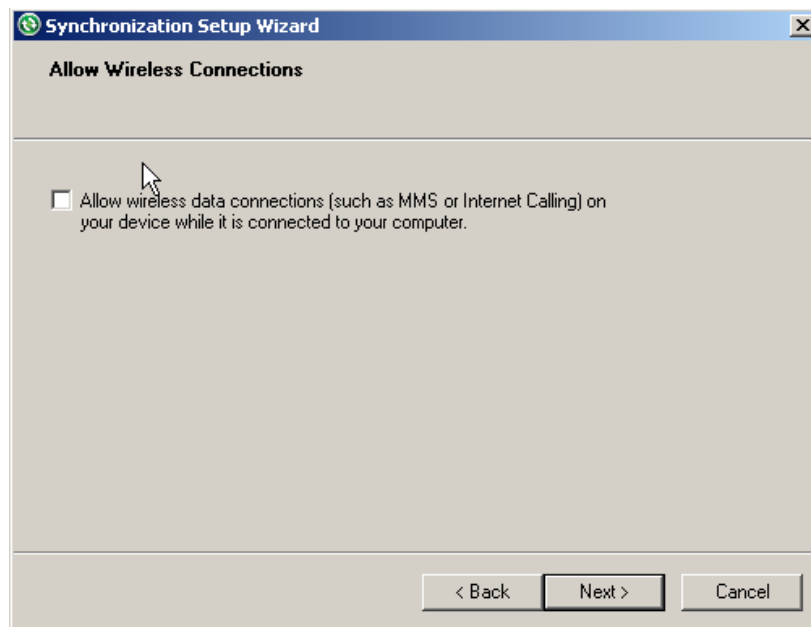 Synchronization Setup Wizard
Allow Wireless Connections
Allow wireless data connections (such as MMS or Internet Calling) on
your device while it is connected to your computer.
< Back Next > Cancel